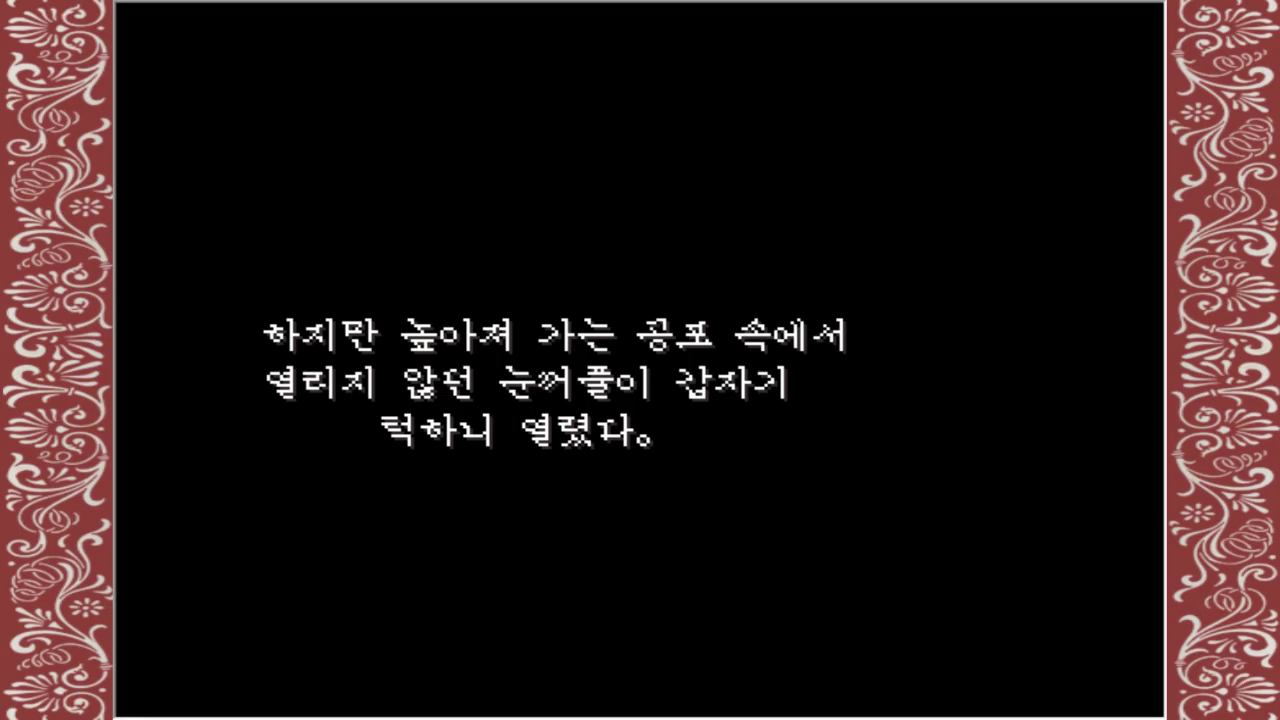 하지만 높아져 가는 공포 속에서
열리지 않던 눈꺼풀이 갑자기
턱하니 열렸다。